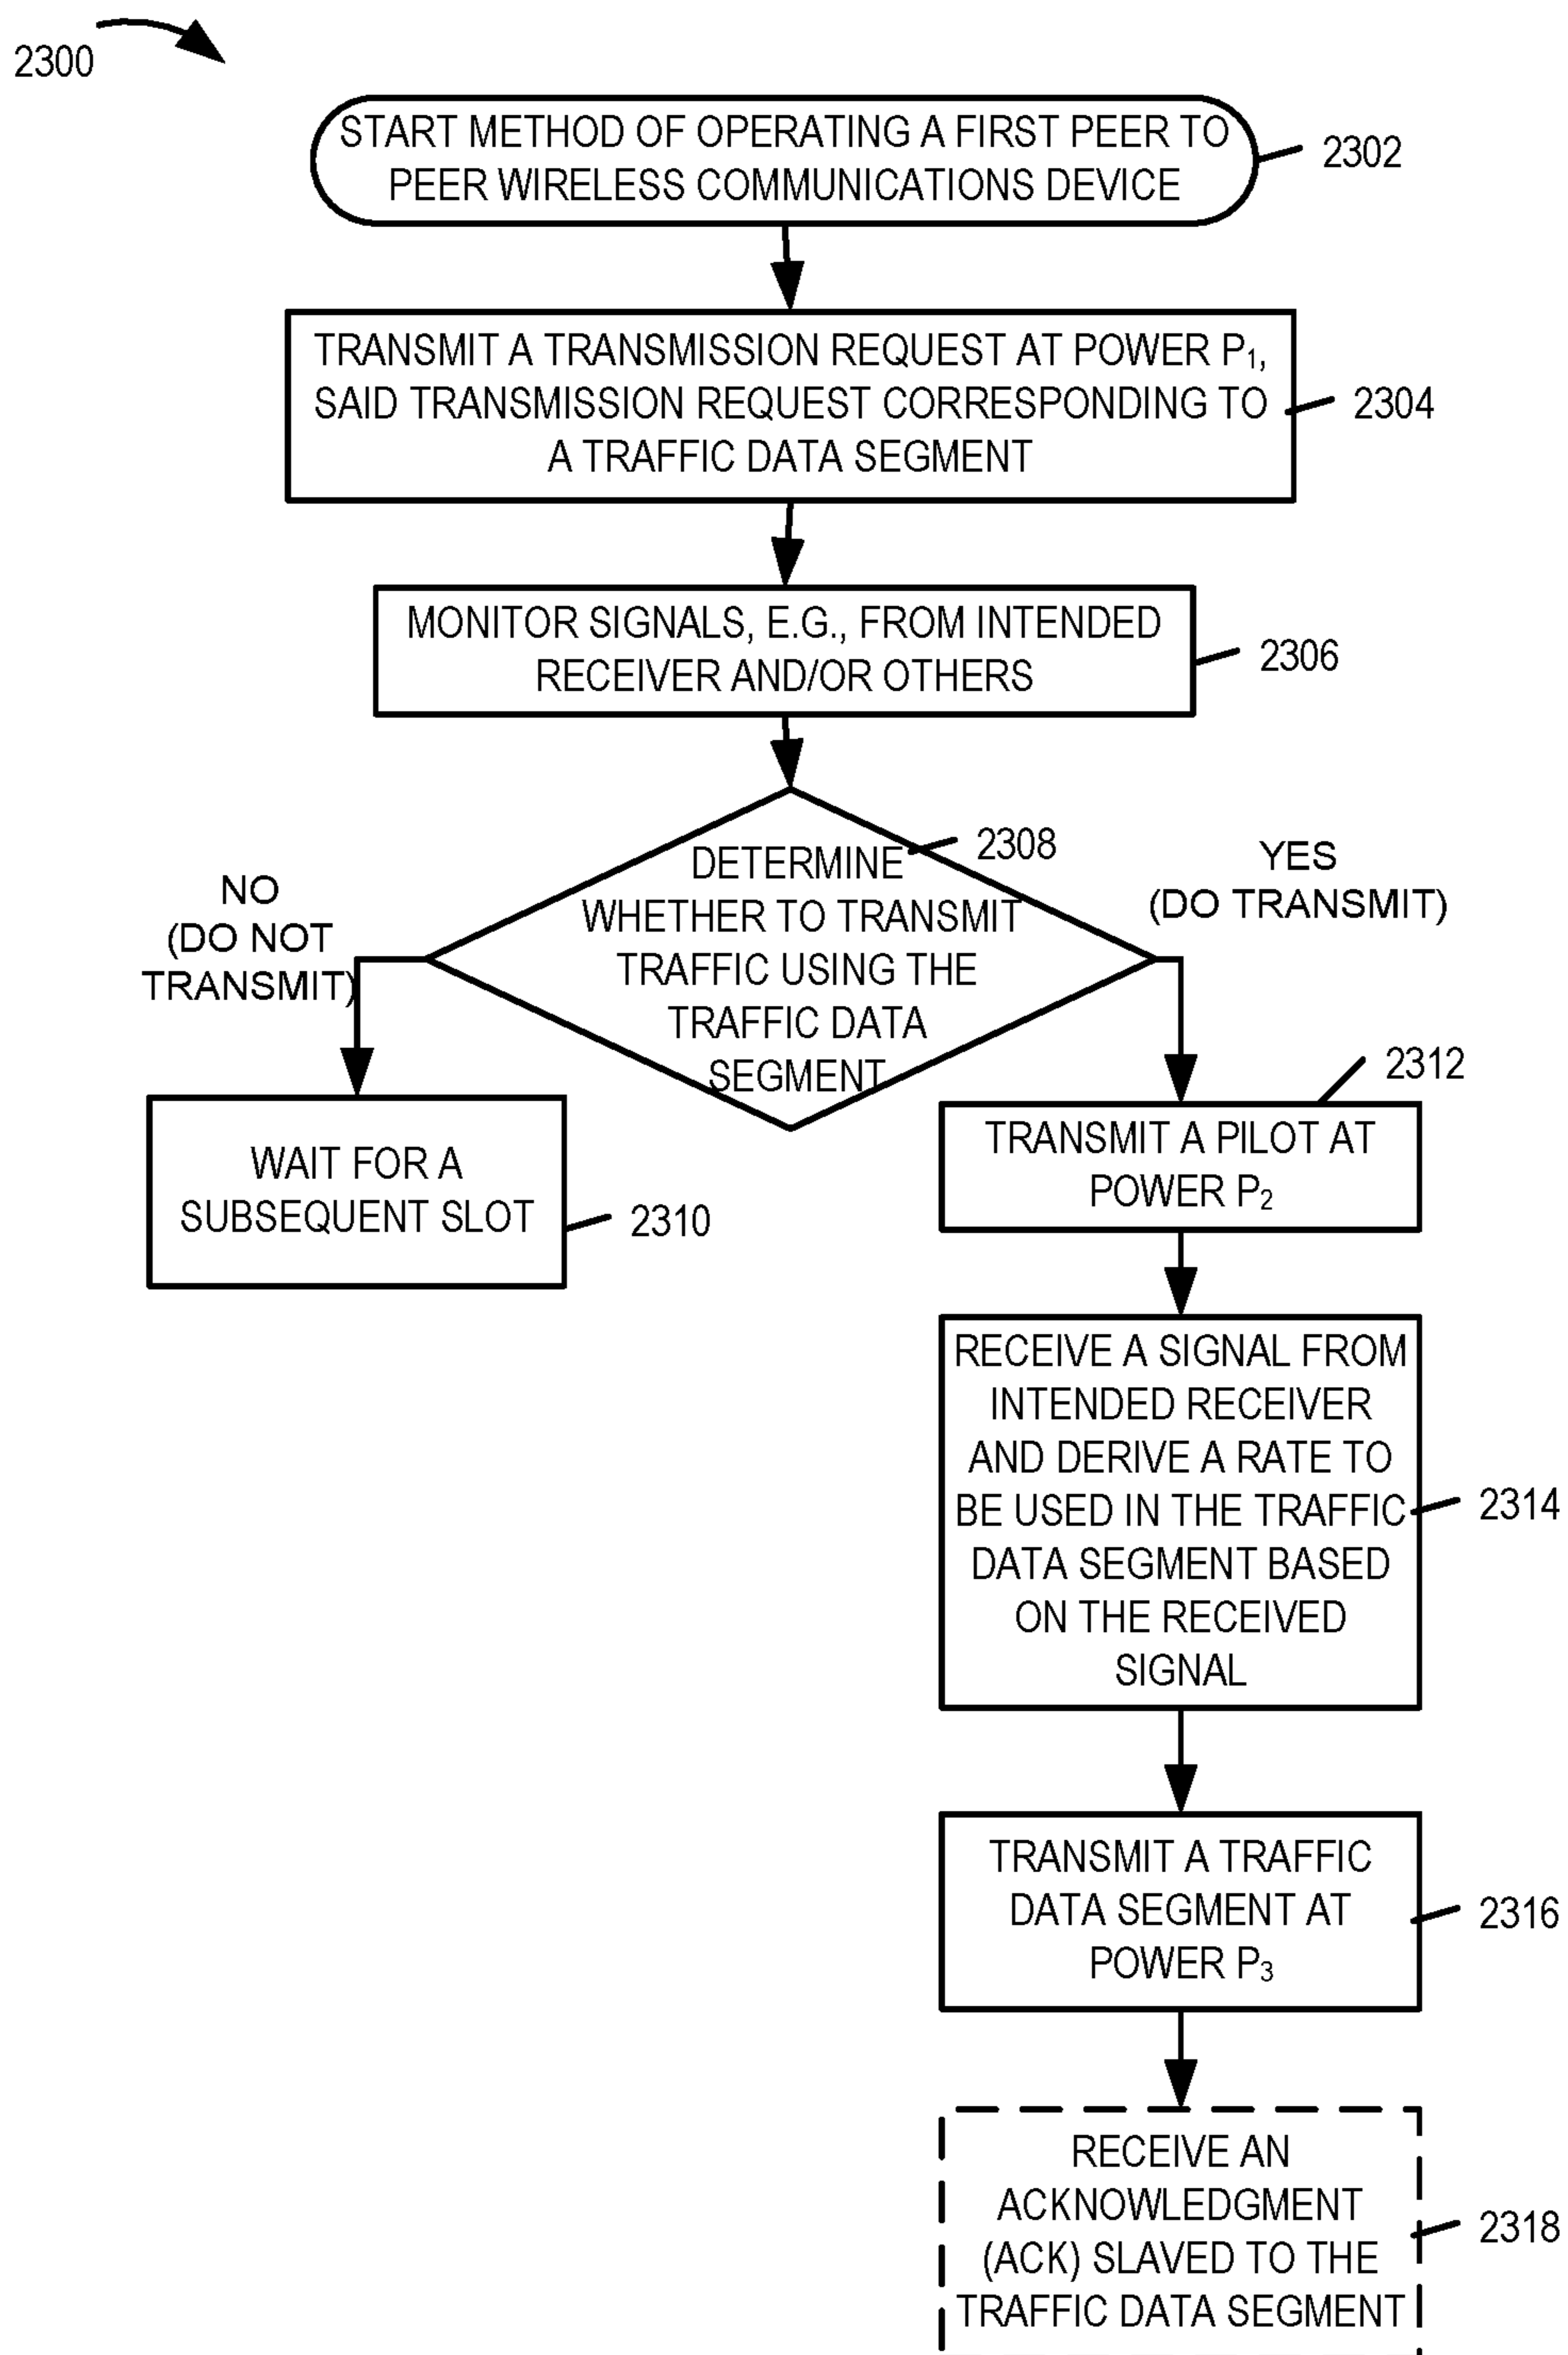 2300
START METHOD OF OPERATING A FIRST PEER TO
PEER WIRELESS COMMUNICATIONS DEVICE
2302
TRANSMIT A TRANSMISSION REQUEST AT POWER P₁,
SAID TRANSMISSION REQUEST CORRESPONDING TO
A TRAFFIC DATA SEGMENT
2304
MONITOR SIGNALS, E.G., FROM INTENDED
RECEIVER AND/OR OTHERS
2306
DETERMINE
WHETHER TO TRANSMIT
TRAFFIC USING THE
TRAFFIC DATA
SEGMENT
2308
NO
(DO NOT
TRANSMIT)
YES
(DO TRANSMIT)
WAIT FOR A
SUBSEQUENT SLOT
2310
TRANSMIT A PILOT AT
POWER P₂
2312
RECEIVE A SIGNAL FROM
INTENDED RECEIVER
AND DERIVE A RATE TO
BE USED IN THE TRAFFIC
DATA SEGMENT BASED
ON THE RECEIVED
SIGNAL
2314
TRANSMIT A TRAFFIC
DATA SEGMENT AT
POWER P₃
2316
RECEIVE AN
ACKNOWLEDGMENT
(ACK) SLAVED TO THE
TRAFFIC DATA SEGMENT
2318